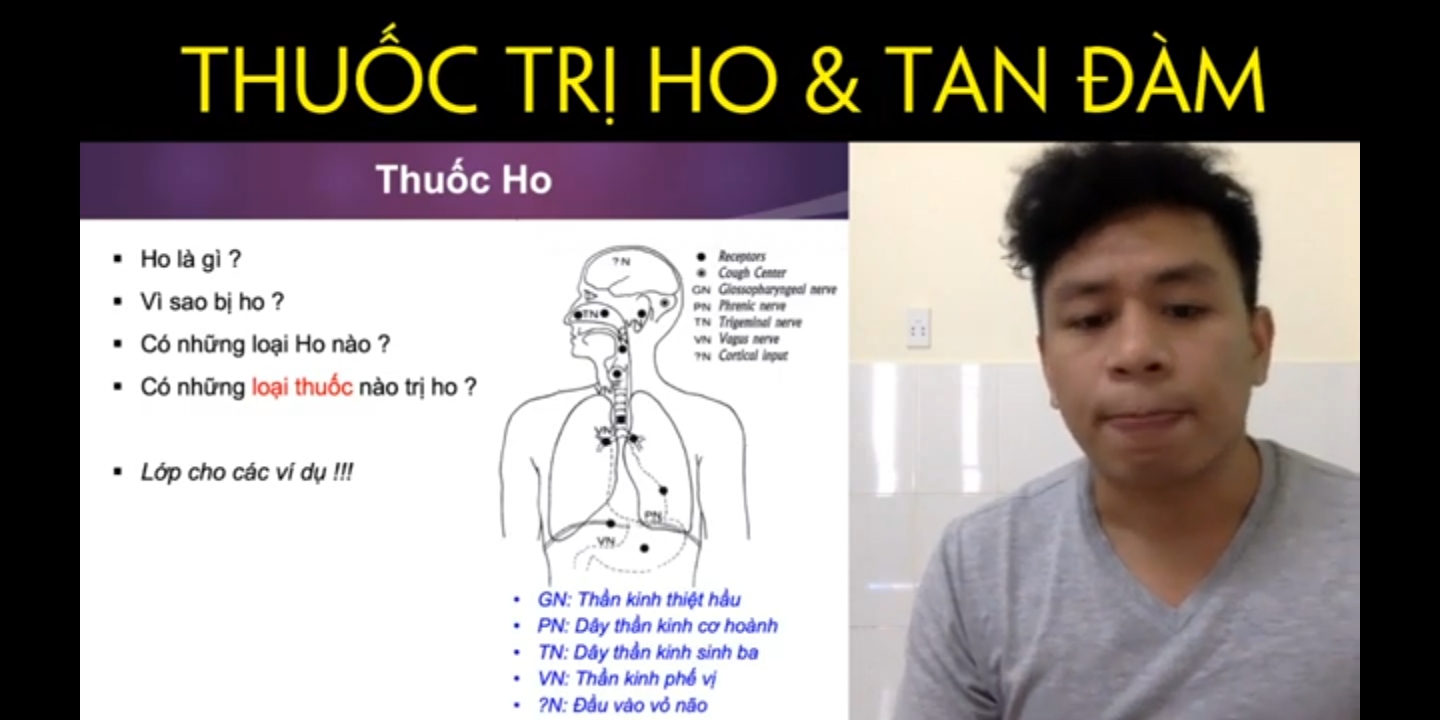 THUỐC TRỊ HO & TAN ĐÀM
Thuốc Ho
▪ Ho là gì ?
▪ Vì sao bị ho ?
▪ Có những loại Ho nào ?
▪ Có những loại thuốc nào trị ho ?
▪ Lớp cho các ví dụ !!!
?N
TN
VN
VN
VN
PN
VN
● Receptors
Cough Center
GN Glossopharyngeal nerve
PN Phrenic nerve
TN Trigeminal nerve
VN Vagus nerve
?N Cortical input
• GN: Thần kinh thiệt hầu
• PN: Dây thần kinh cơ hoành
• TN: Dây thần kinh sinh ba
• VN: Thần kinh phế vị
• ?N: Đầu vào vỏ não